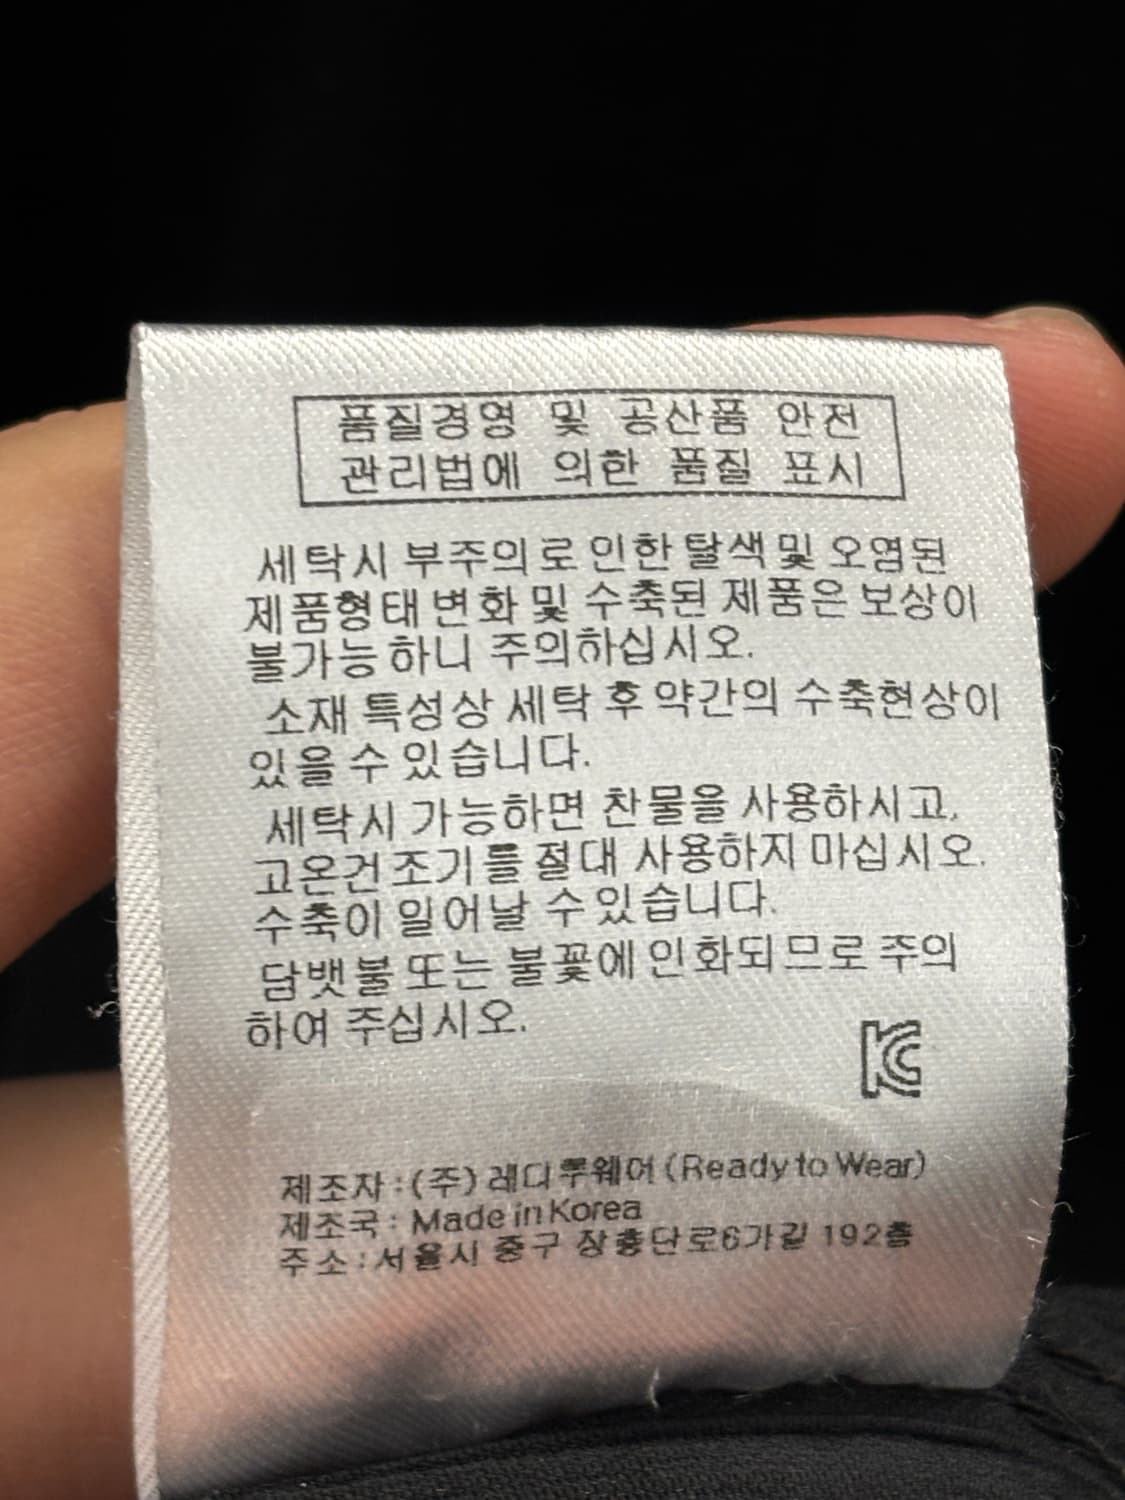 품질경영 및 공산품 안전
관리법에 의한 품질 표시
세탁시 부주의로 인한 탈색및 오염된
제품형태 변화 및 수축된 제품은 보상이
불가능 하니 주의하십시오.
소재 특성상 세탁 후 약간의 수축현상이
있을 수 있습니다.
세탁시 가능하면 찬물을 사용하시고,
고온건조기를 절대 사용하지 마십시오.
수축이 일어날 수 있습니다.
담뱃불 또는 불꽃에 인화되므로 주의
하여 주십시오.
KC
제조자 : (주) 레디투웨어 (Ready to Wear)
제조국 : Made in Korea
주소 : 서울시 중구 장충단로6가길 192층